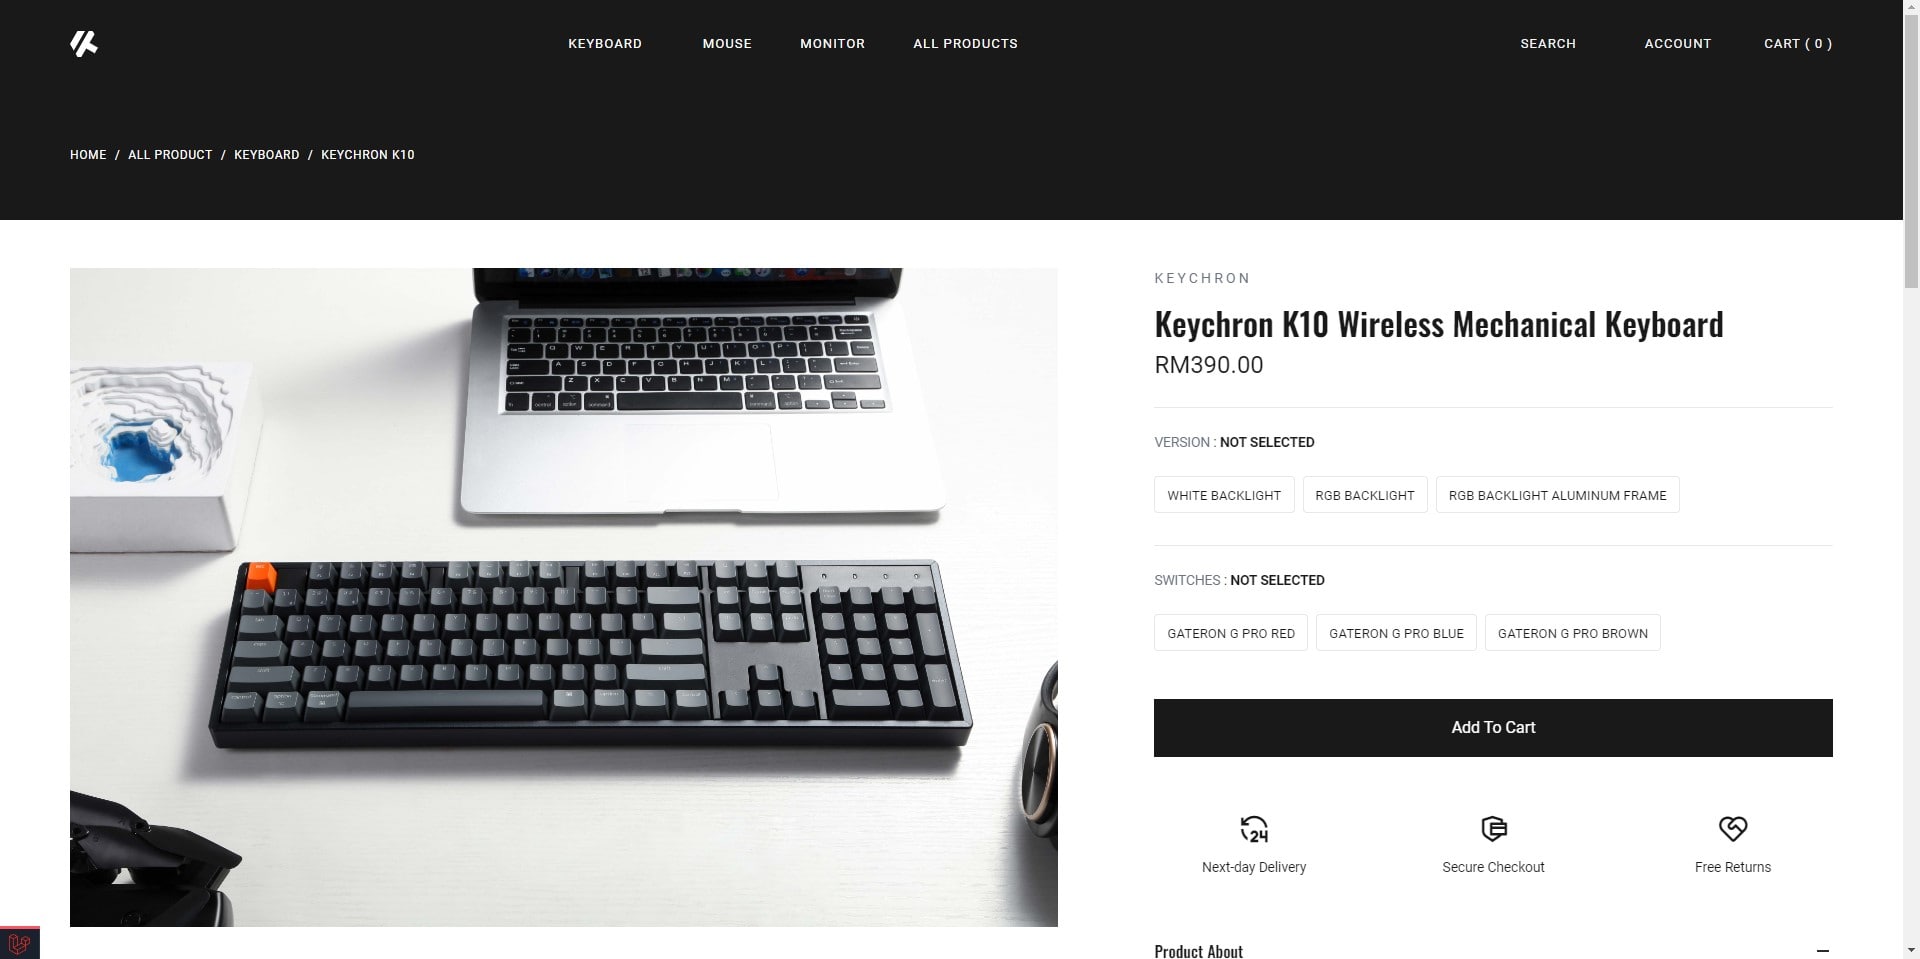 KEYBOARD MOUSE MONITOR ALL PRODUCTS SEARCH ACCOUNT CART ( 0 )
HOME / ALL PRODUCT / KEYBOARD / KEYCHRON K10
KEYCHRON
Keychron K10 Wireless Mechanical Keyboard
RM390.00
VERSION : NOT SELECTED
WHITE BACKLIGHT RGB BACKLIGHT RGB BACKLIGHT ALUMINUM FRAME
SWITCHES : NOT SELECTED
GATERON G PRO RED GATERON G PRO BLUE GATERON G PRO BROWN
Add To Cart
24
Next-day Delivery Secure Checkout Free Returns
Product About